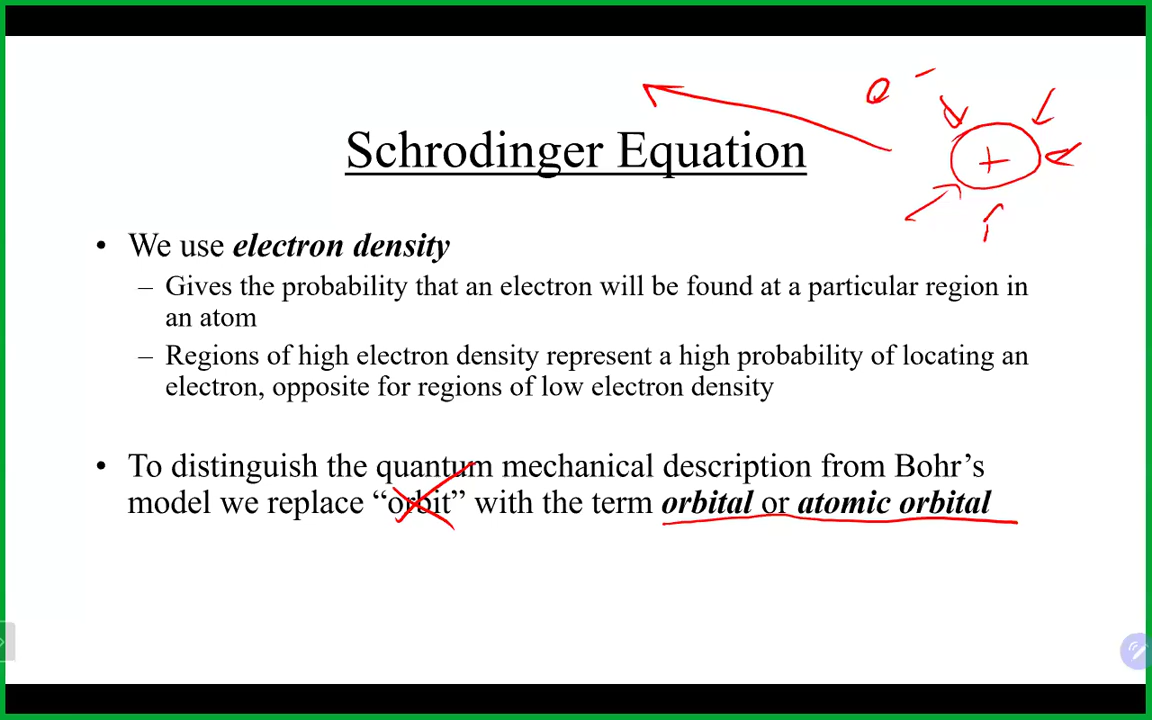 e -
+
Schrodinger Equation
• We use electron density
– Gives the probability that an electron will be found at a particular region in
an atom
– Regions of high electron density represent a high probability of locating an
electron, opposite for regions of low electron density
• To distinguish the quantum mechanical description from Bohr’s
model we replace “orbit” with the term orbital or atomic orbital